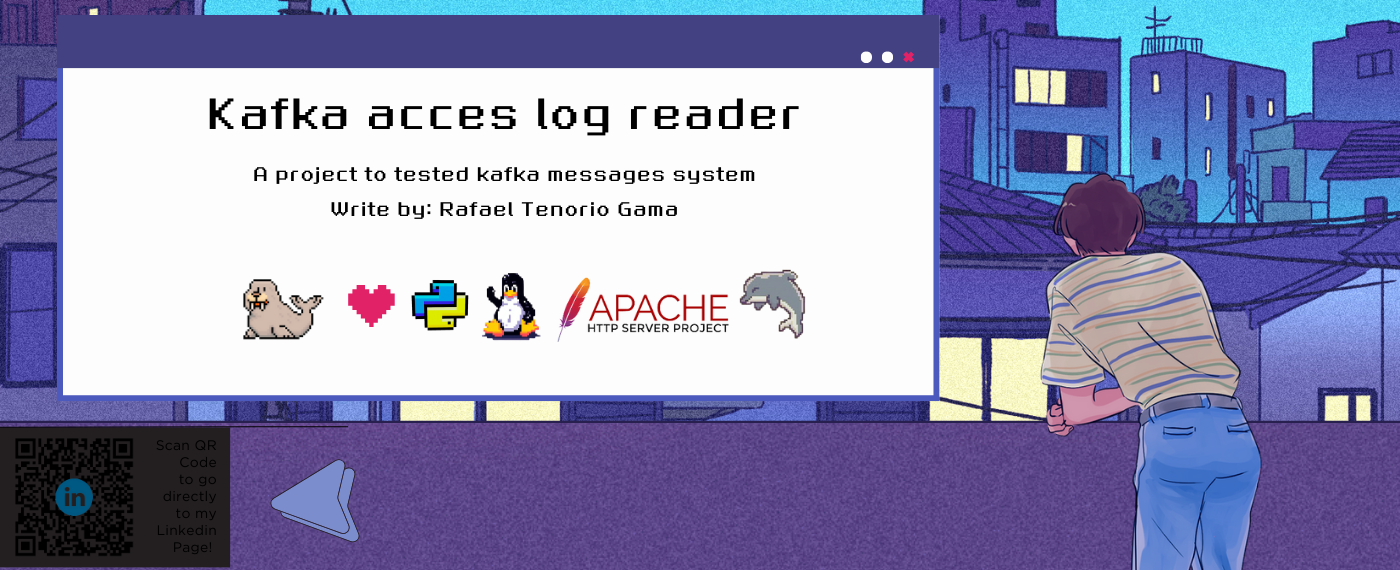 Kafka acces log reader
A project to tested kafka messages system
Write by: Rafael Tenorio Gama
APACHE
HTTP SERVER PROJECT
Scan QR
Code
to go
directly
to my
Linkedin
Page!
in